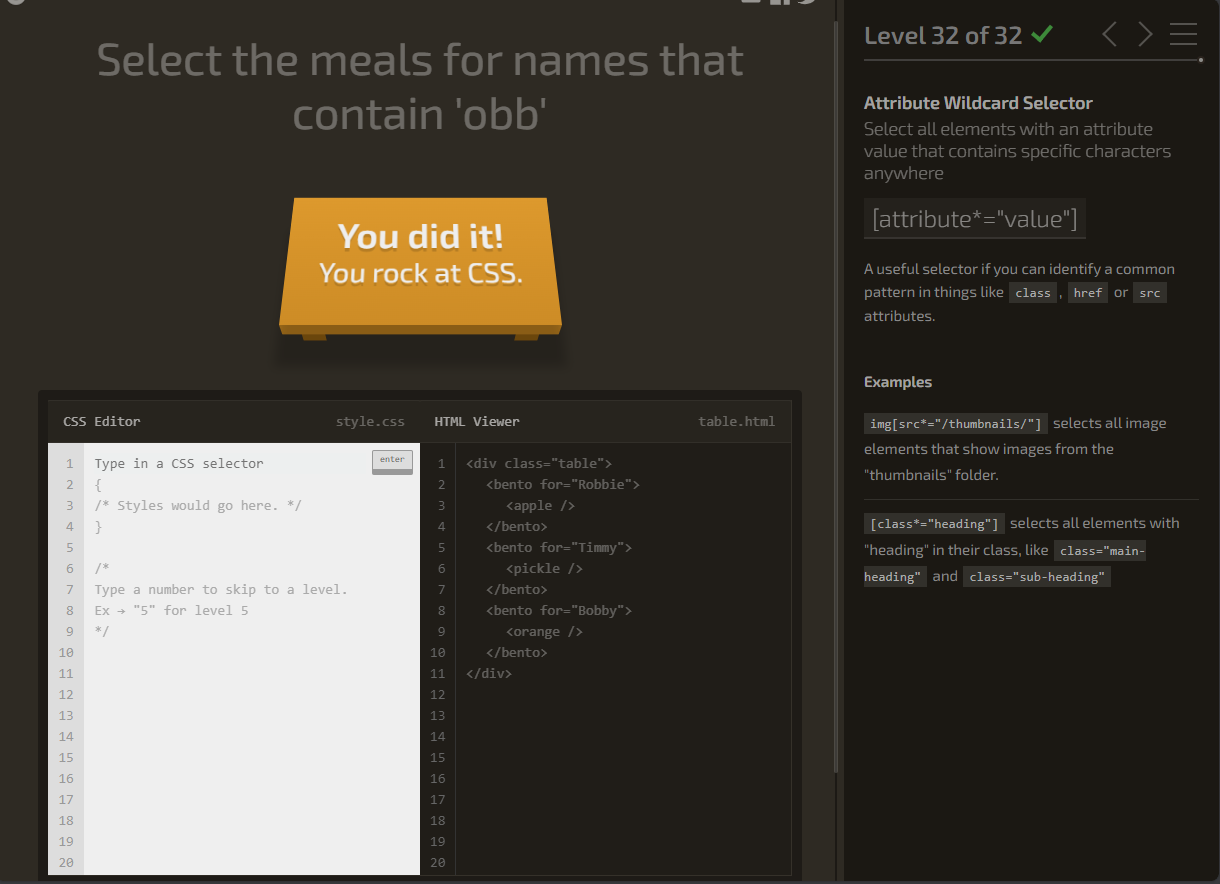 Select the meals for names that
contain 'obb'
You did it!
You rock at CSS.
CSS Editor style.css
1 Type in a CSS selector enter
2 {
3 /* Styles would go here. */
4 }
5
6 /*
7 Type a number to skip to a level.
8 Ex → "5" for level 5
9 */
10
11
12
13
14
15
16
17
18
19
20
HTML Viewer table.html
1 <div class="table">
2 <bento for="Robbie">
3 <apple />
4 </bento>
5 <bento for="Timmy">
6 <pickle />
7 </bento>
8 <bento for="Bobby">
9 <orange />
10 </bento>
11 </div>
12
13
14
15
16
17
18
19
20
Level 32 of 32
Attribute Wildcard Selector
Select all elements with an attribute
value that contains specific characters
anywhere
[attribute*="value"]
A useful selector if you can identify a common
pattern in things like class , href or src
attributes.
Examples
img[src*="/thumbnails/"] selects all image
elements that show images from the
"thumbnails" folder.
[class*="heading"] selects all elements with
"heading" in their class, like class="main-
heading" and class="sub-heading"